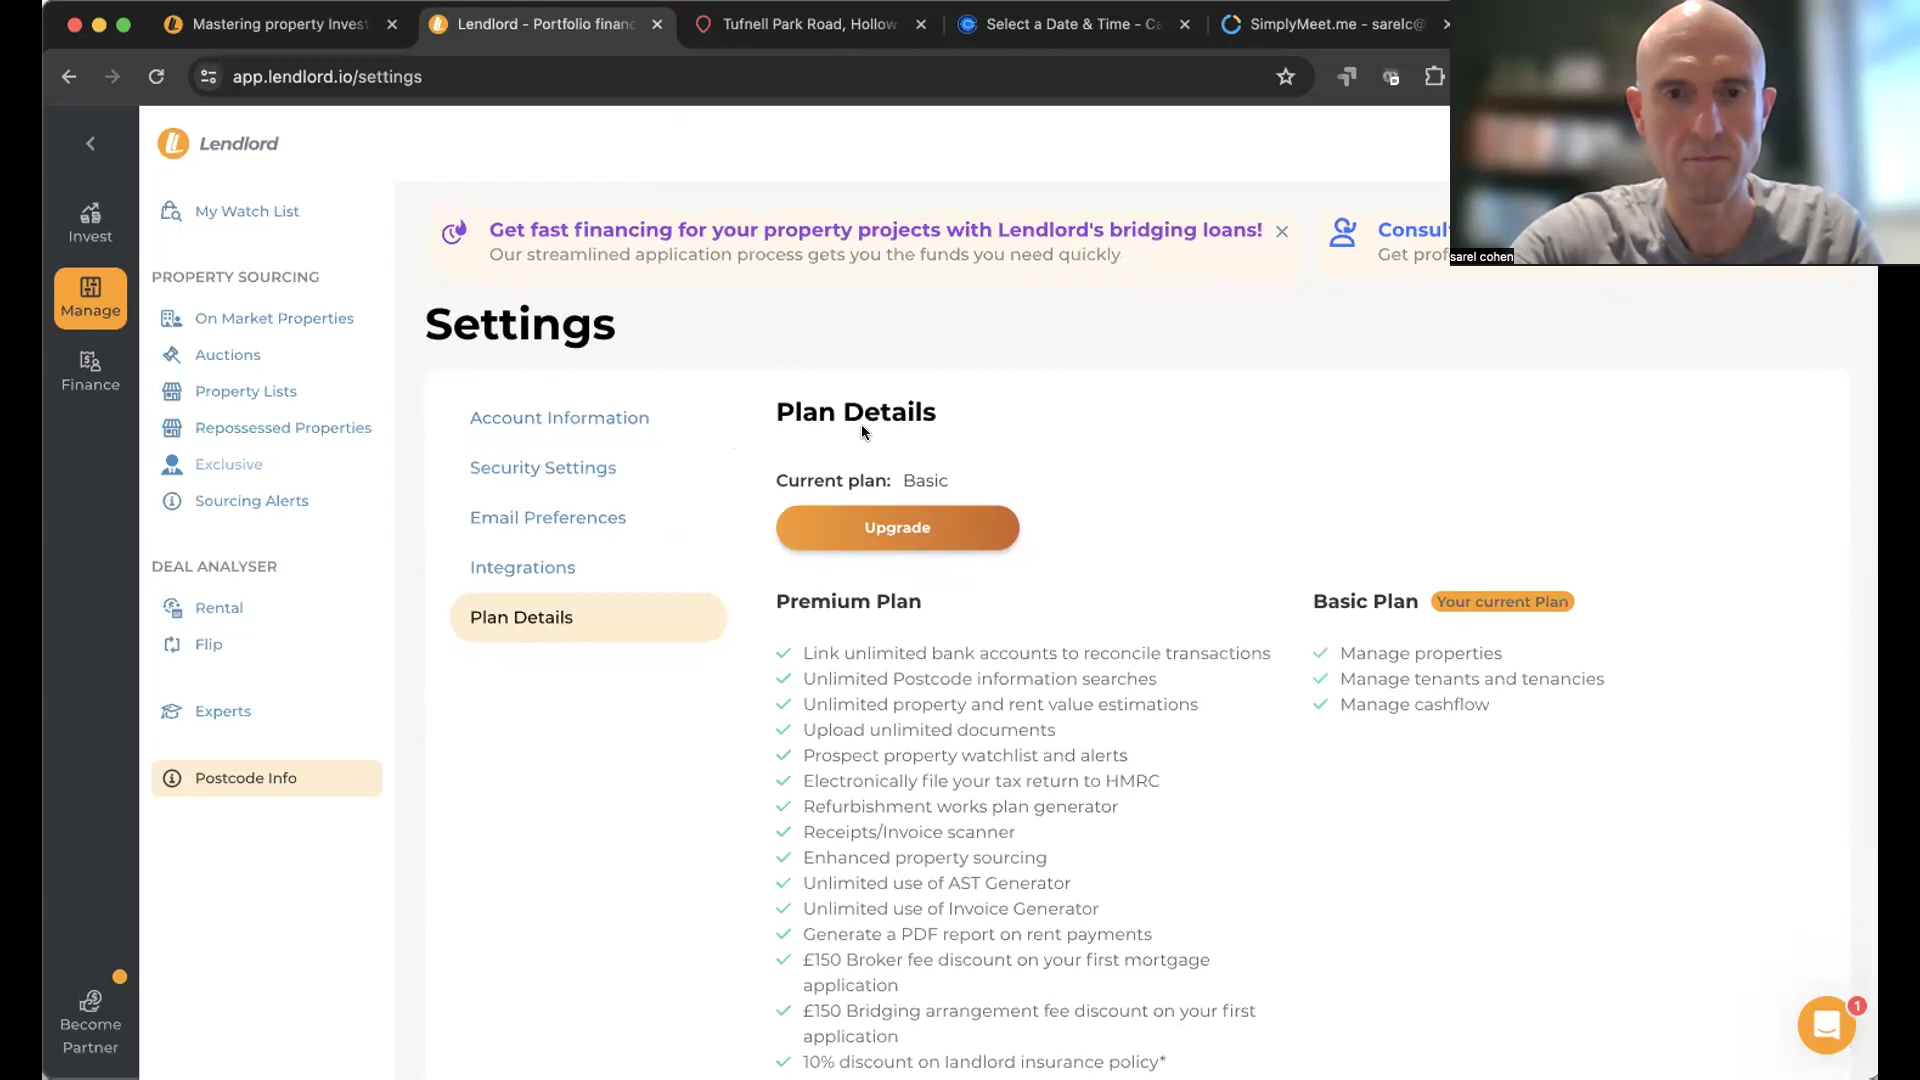 Mastering property Inves
Lendlord - Portfolio financ
Tufnell Park Road, Hollow
Select a Date & Time - Ca
SimplyMeet.me - sarelc@
app.lendlord.io/settings
sarel cohen
Invest
Manage
Finance
Become
Partner
Lendlord
My Watch List
PROPERTY SOURCING
On Market Properties
Auctions
Property Lists
Repossessed Properties
Exclusive
Sourcing Alerts
DEAL ANALYSER
Rental
Flip
Experts
Postcode Info
Get fast financing for your property projects with Lendlord's bridging loans!
Our streamlined application process gets you the funds you need quickly
Consul
Get prof
Settings
Account Information
Security Settings
Email Preferences
Integrations
Plan Details
Plan Details
Current plan: Basic
Upgrade
Premium Plan
Link unlimited bank accounts to reconcile transactions
Unlimited Postcode information searches
Unlimited property and rent value estimations
Upload unlimited documents
Prospect property watchlist and alerts
Electronically file your tax return to HMRC
Refurbishment works plan generator
Receipts/Invoice scanner
Enhanced property sourcing
Unlimited use of AST Generator
Unlimited use of Invoice Generator
Generate a PDF report on rent payments
£150 Broker fee discount on your first mortgage
application
£150 Bridging arrangement fee discount on your first
application
10% discount on landlord insurance policy*
Basic Plan Your current Plan
Manage properties
Manage tenants and tenancies
Manage cashflow
1